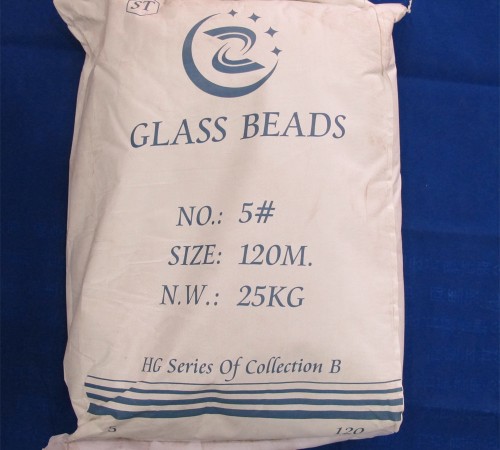 ST
GLASS BEADS
NO.: 5#
SIZE: 120M.
N.W.: 25KG
HG Series Of Collection B
5 120